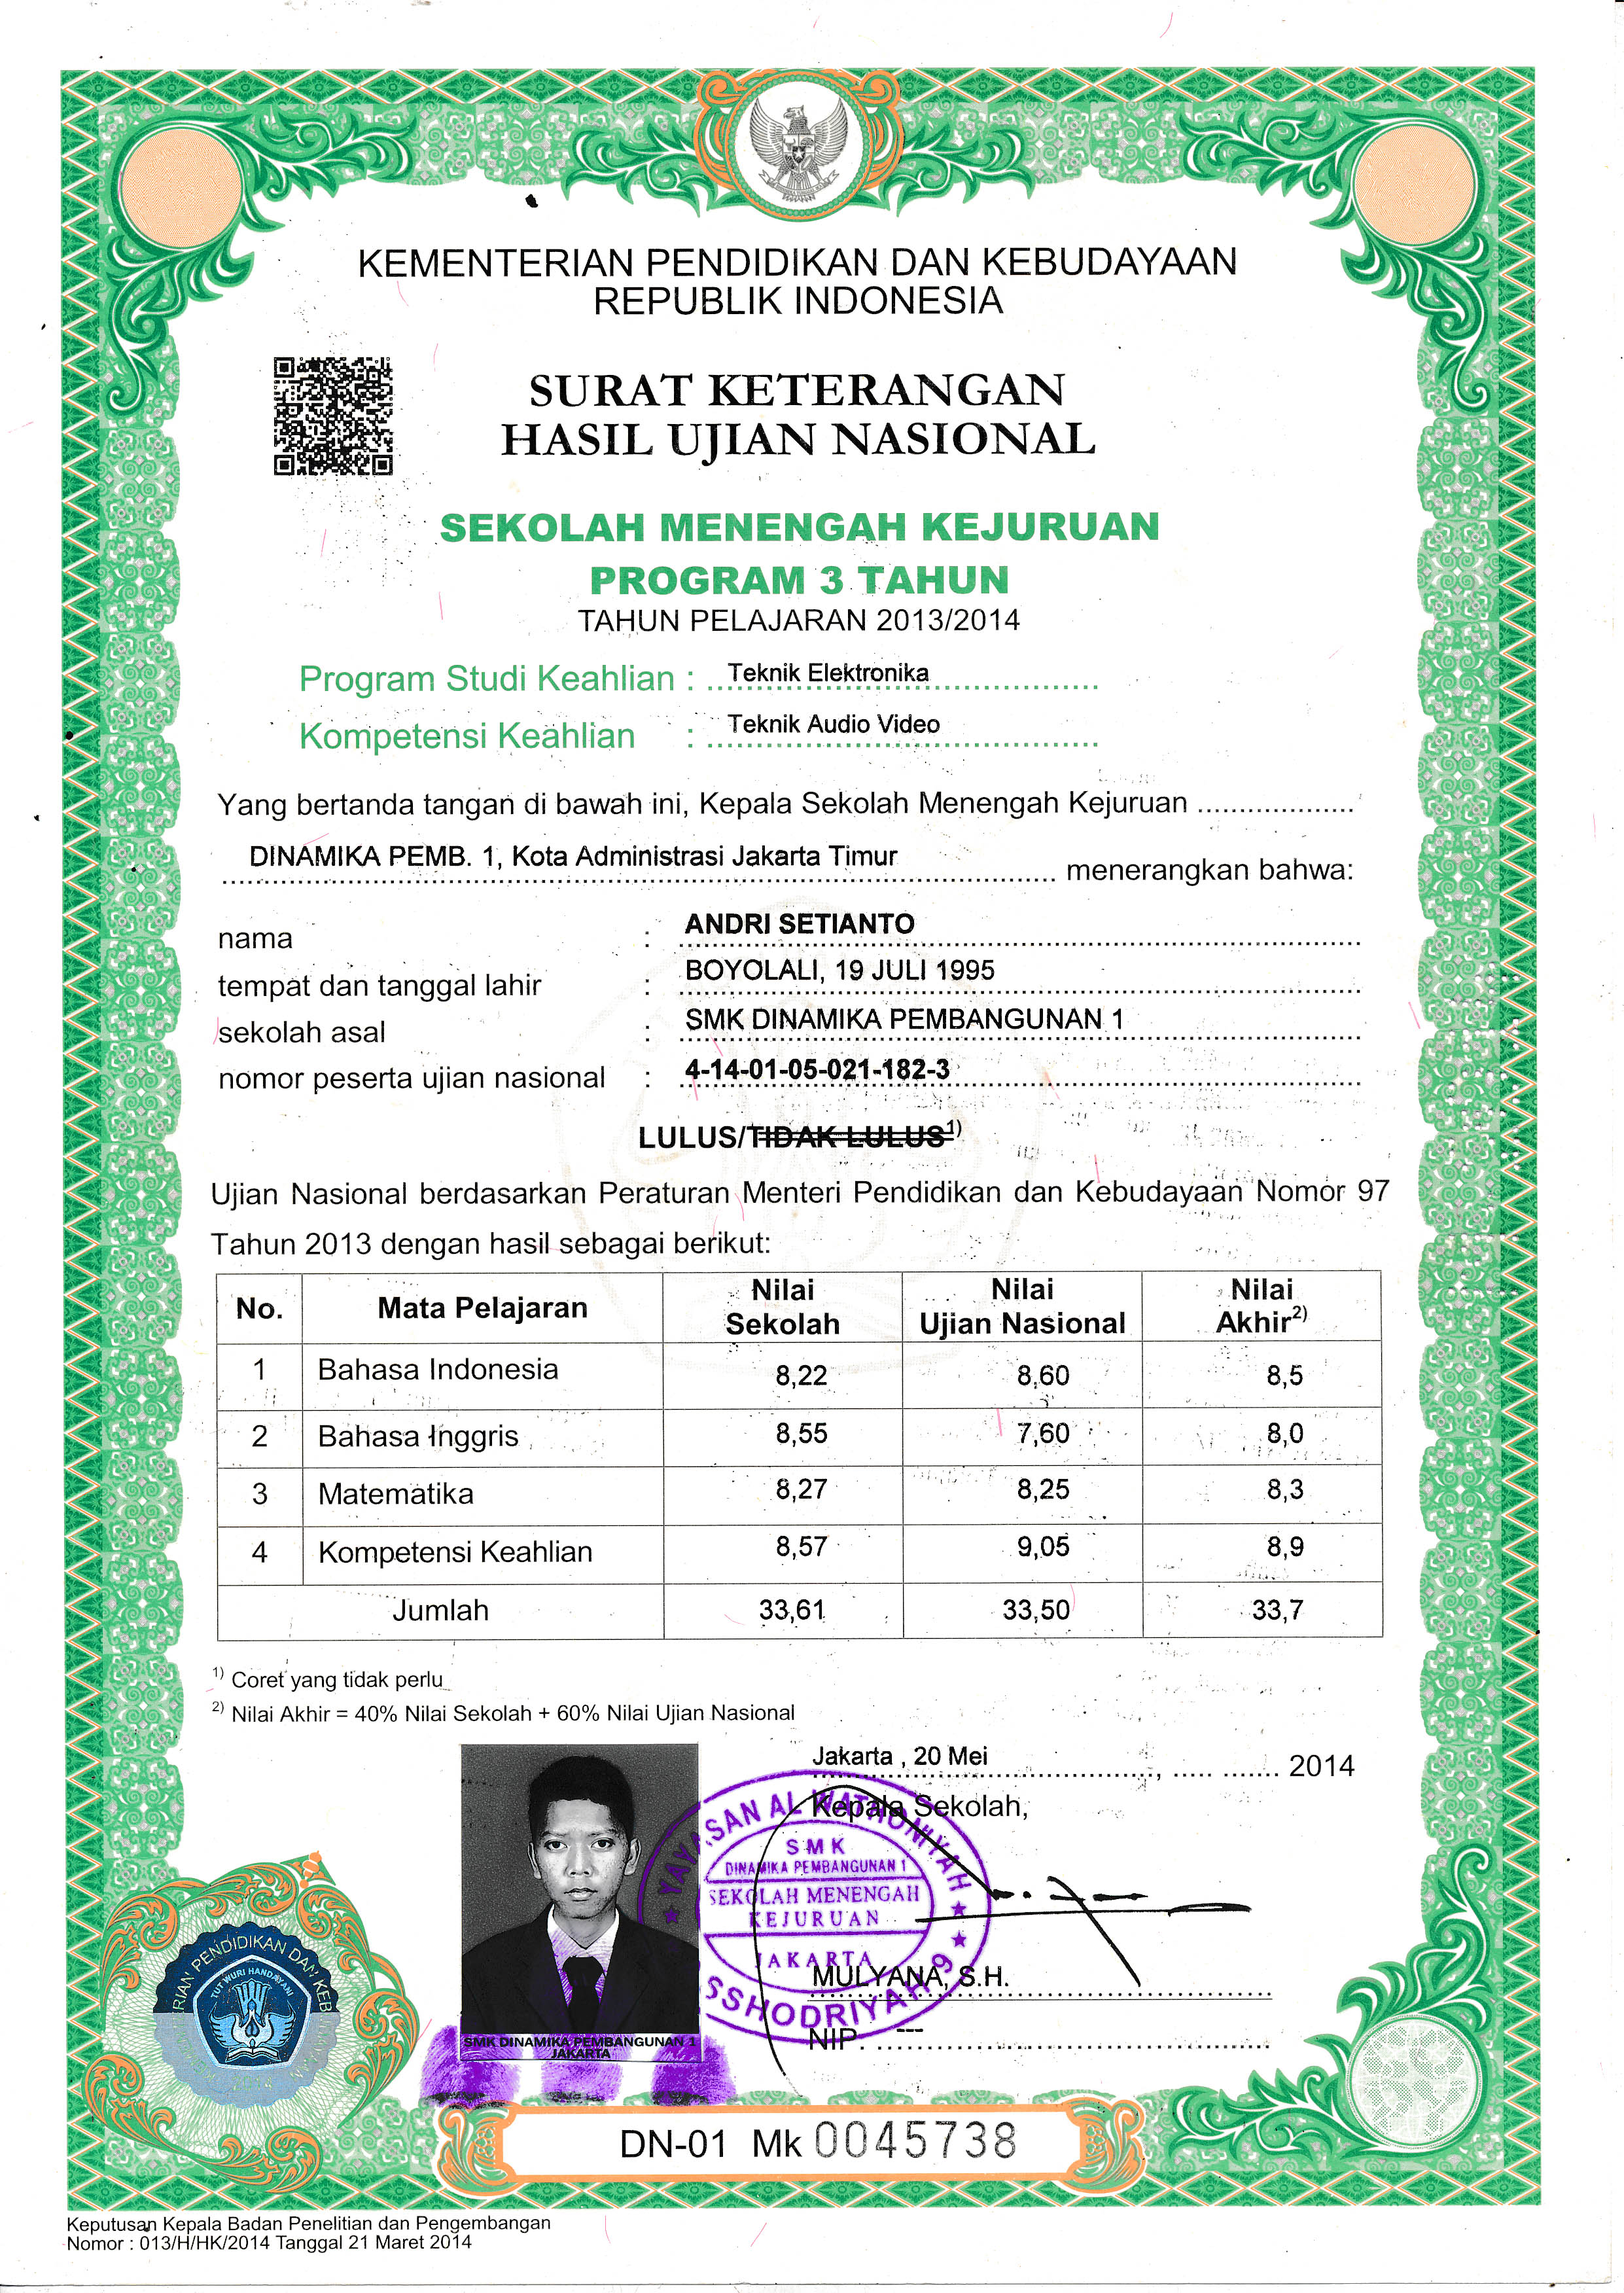 KEMENTERIAN PENDIDIKAN DAN KEBUDAYAAN
REPUBLIK INDONESIA
SURAT KETERANGAN
HASIL UJIAN NASIONAL
SEKOLAH MENENGAH KEJURUAN
PROGRAM 3 TAHUN
TAHUN PELAJARAN 2013/2014
Program Studi Keahlian : Teknik Elektronika
Kompetensi Keahlian : Teknik Audio Video
Yang bertanda tangan di bawah ini, Kepala Sekolah Menengah Kejuruan
DINAMIKA PEMB. 1, Kota Administrasi Jakarta Timur menerangkan bahwa:
nama : ANDRI SETIANTO
tempat dan tanggal lahir : BOYOLALI, 19 JULI 1995
sekolah asal : SMK DINAMIKA PEMBANGUNAN 1
nomor peserta ujian nasional : 4-14-01-05-021-182-3
LULUS/TIDAK LULUS1)
Ujian Nasional berdasarkan Peraturan Menteri Pendidikan dan Kebudayaan Nomor 97
Tahun 2013 dengan hasil sebagai berikut:
No. Mata Pelajaran Nilai Sekolah Nilai Ujian Nasional Nilai Akhir2)
1 Bahasa Indonesia 8,22 8,60 8,5
2 Bahasa Inggris 8,55 7,60 8,0
3 Matematika 8,27 8,25 8,3
4 Kompetensi Keahlian 8,57 9,05 8,9
Jumlah 33,61 33,50 33,7
1) Coret yang tidak perlu
2) Nilai Akhir = 40% Nilai Sekolah + 60% Nilai Ujian Nasional
Jakarta , 20 Mei , 2014
Kepala Sekolah,
YAYASAN AL WATHONIYAH
SMK
DINAMIKA PEMBANGUNAN 1
SEKOLAH MENENGAH
KEJURUAN
JAKARTA
ASSHODRIYAH 9
MULYANA, S.H.
NIP. ---
SMK DINAMIKA PEMBANGUNAN 1
JAKARTA
PENDIDIKAN DAN KEB
TUT WURI HANDAYANI
2014
DN-01 Mk 0045738
Keputusan Kepala Badan Penelitian dan Pengembangan
Nomor : 013/H/HK/2014 Tanggal 21 Maret 2014